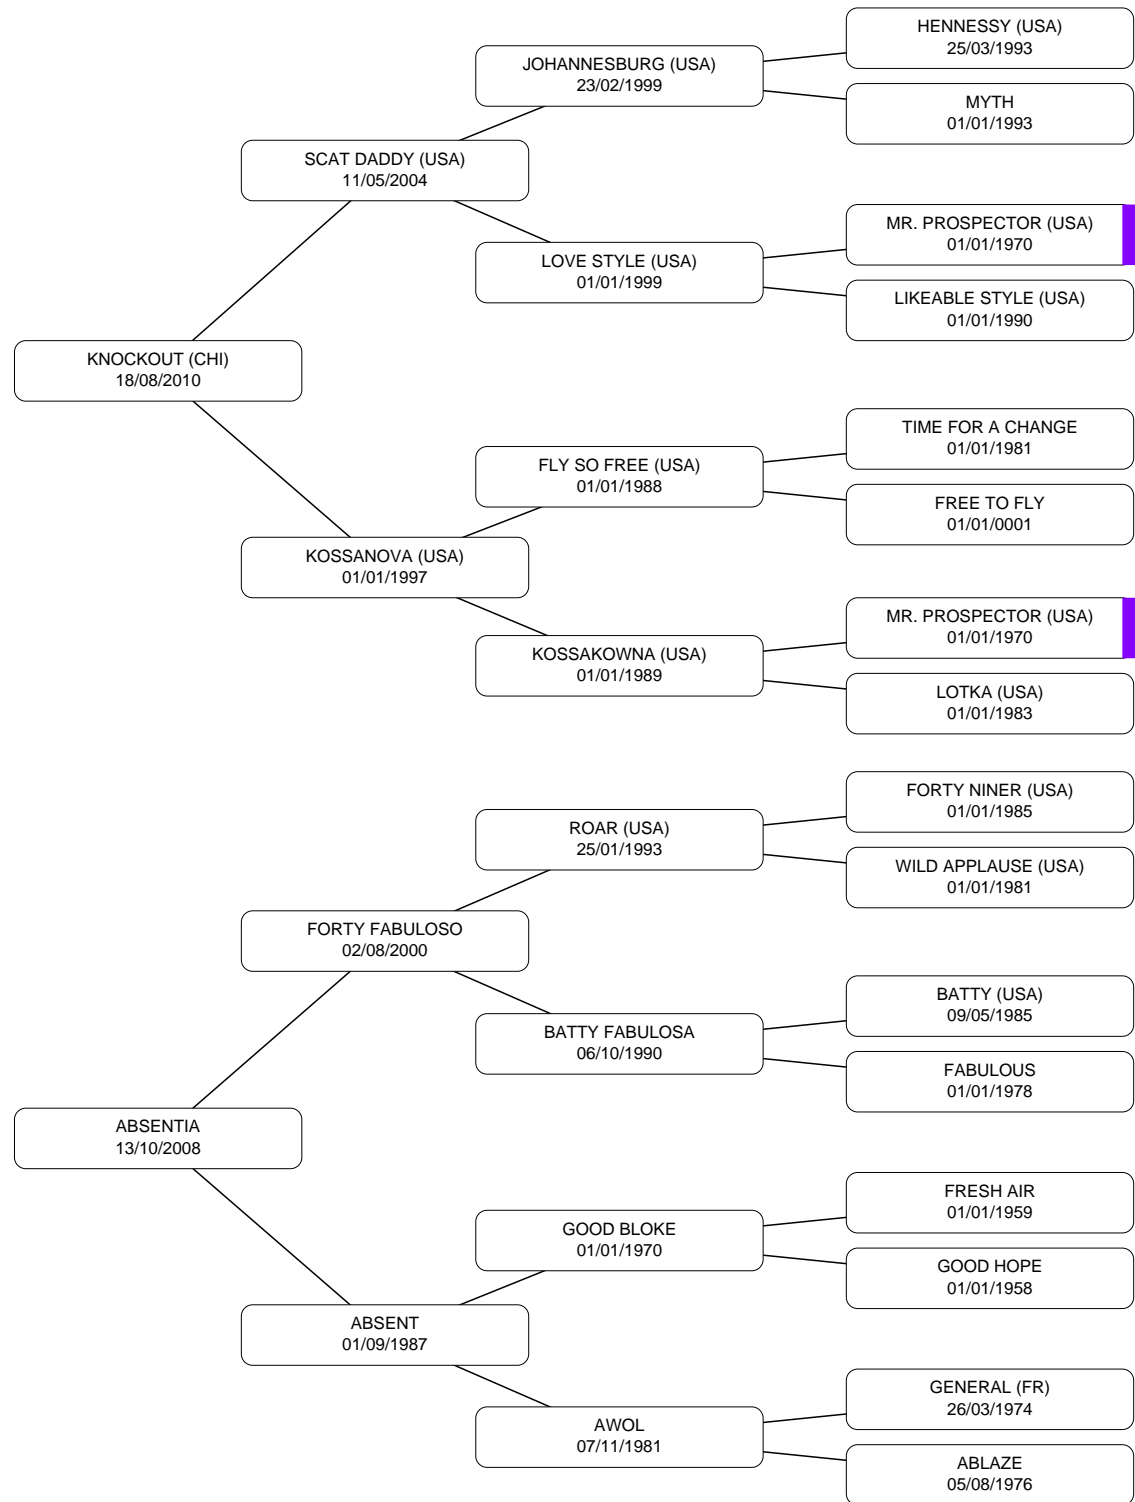 HENNESSY (USA)
25/03/1993
JOHANNESBURG (USA)
23/02/1999
MYTH
01/01/1993
SCAT DADDY (USA)
11/05/2004
MR. PROSPECTOR (USA)
01/01/1970
LOVE STYLE (USA)
01/01/1999
LIKEABLE STYLE (USA)
01/01/1990
KNOCKOUT (CHI)
18/08/2010
TIME FOR A CHANGE
01/01/1981
FLY SO FREE (USA)
01/01/1988
FREE TO FLY
01/01/0001
KOSSANOVA (USA)
01/01/1997
MR. PROSPECTOR (USA)
01/01/1970
KOSSAKOWNA (USA)
01/01/1989
LOTKA (USA)
01/01/1983
FORTY NINER (USA)
01/01/1985
ROAR (USA)
25/01/1993
WILD APPLAUSE (USA)
01/01/1981
FORTY FABULOSO
02/08/2000
BATTY (USA)
09/05/1985
BATTY FABULOSA
06/10/1990
FABULOUS
01/01/1978
ABSENTIA
13/10/2008
FRESH AIR
01/01/1959
GOOD BLOKE
01/01/1970
GOOD HOPE
01/01/1958
ABSENT
01/09/1987
GENERAL (FR)
26/03/1974
AWOL
07/11/1981
ABLAZE
05/08/1976